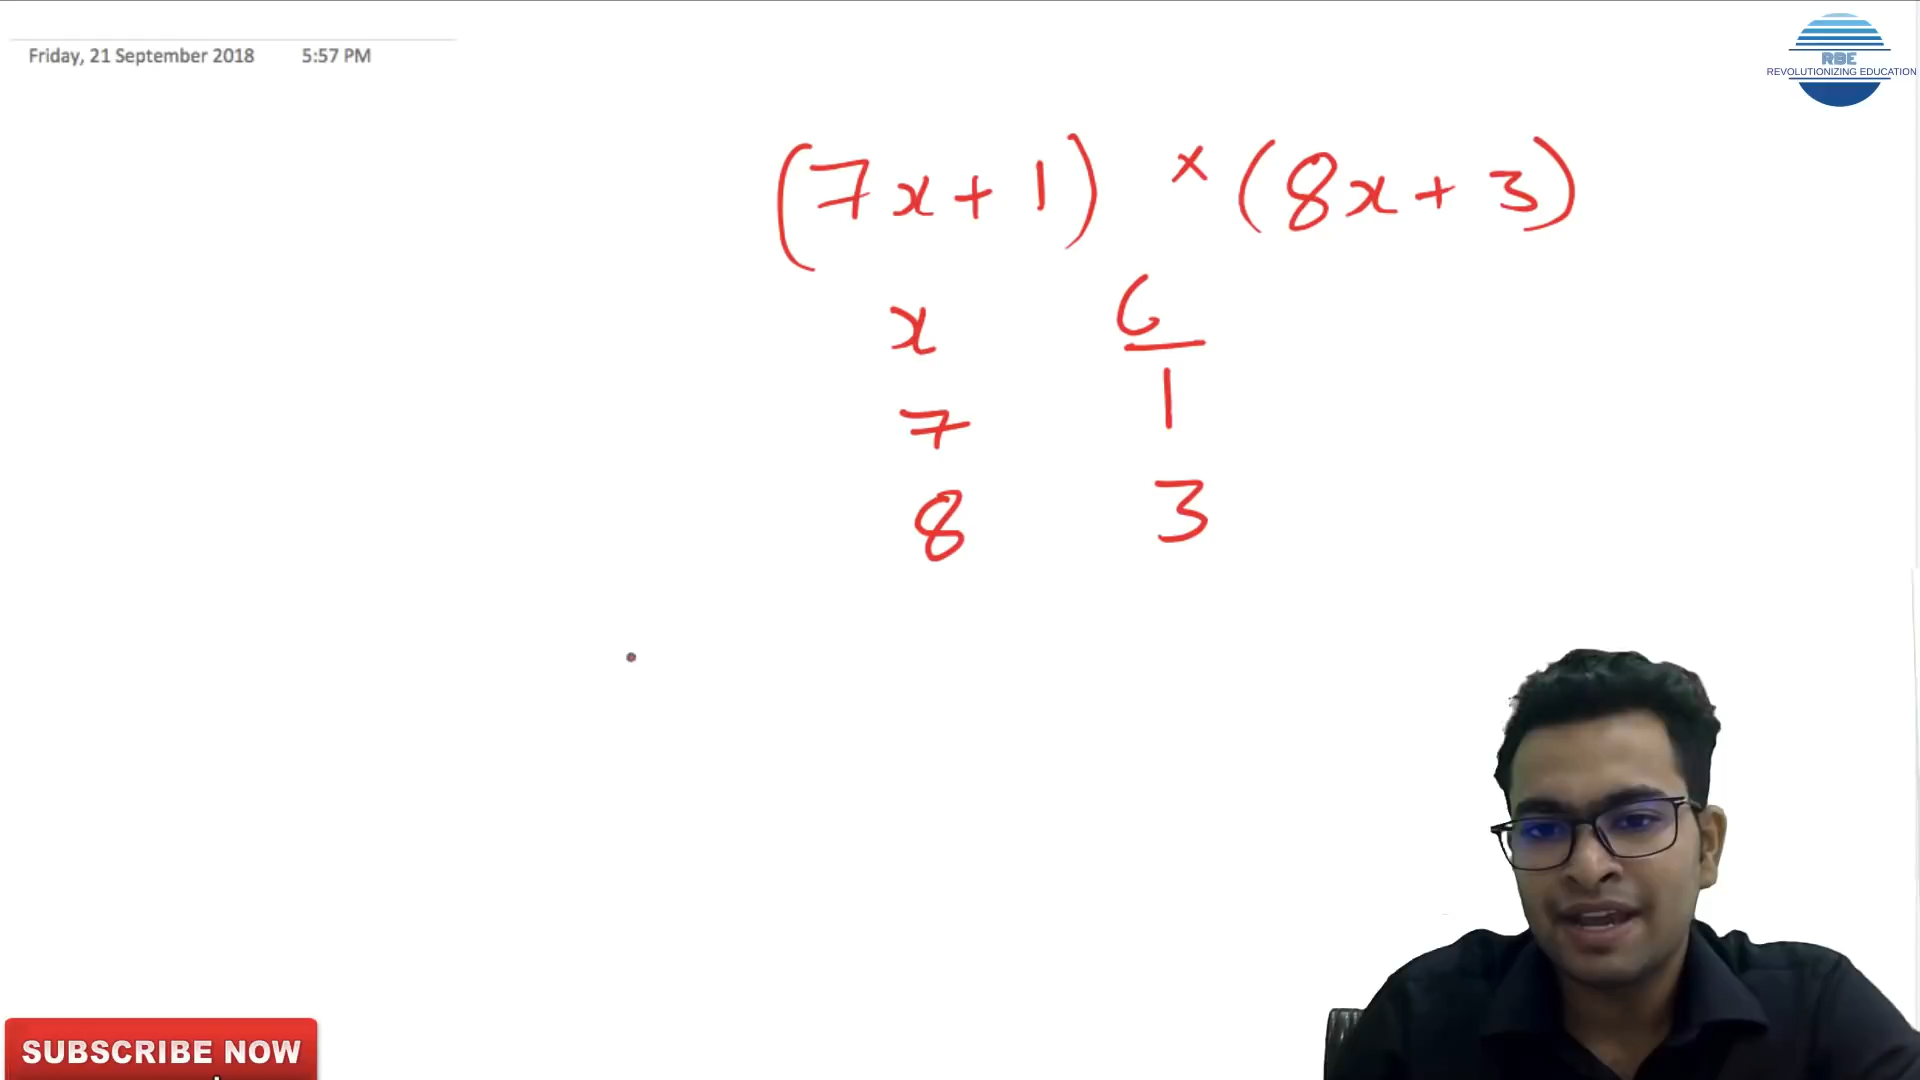 Friday, 21 September 2018 5:57 PM
RBE
REVOLUTIONIZING EDUCATION
(7x+1) × (8x+3)
x C
7 1
8 3
SUBSCRIBE NOW